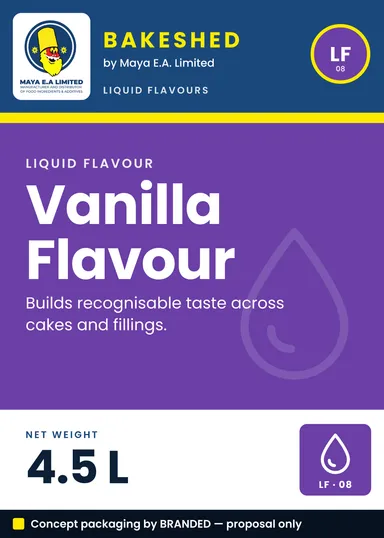 BAKESHED
by Maya E.A. Limited
LIQUID FLAVOURS
MAYA E.A LIMITED
MANUFACTURER AND DISTRIBUTOR
OF FOOD INGREDIENTS & ADDITIVES
LF
08
LIQUID FLAVOUR
Vanilla
Flavour
Builds recognisable taste across
cakes and fillings.
NET WEIGHT
4.5 L
LF · 08
Concept packaging by BRANDED — proposal only